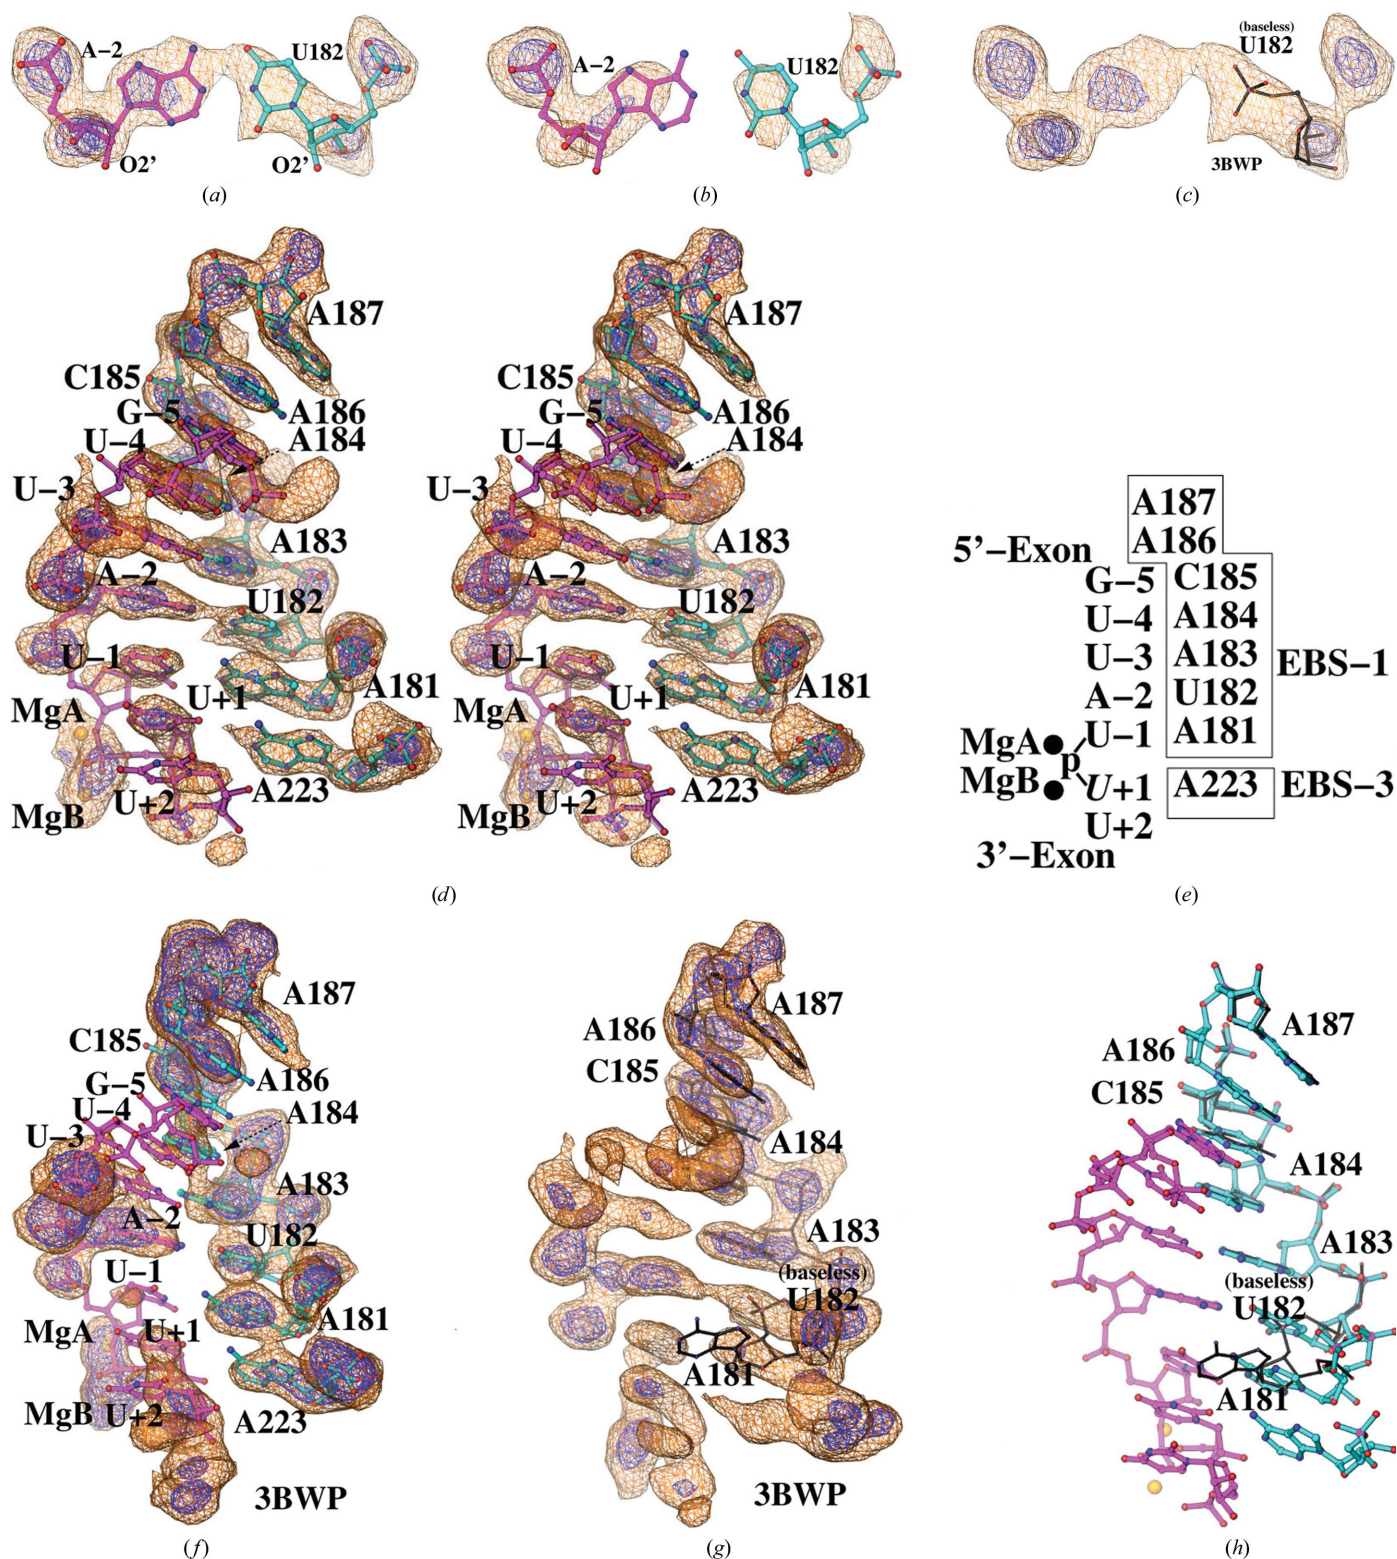 A-2
U182
O2’
O2’
(a)
A-2
U182
(b)
(baseless)
U182
3BWP
(c)
A187
C185
G-5
A186
U-4
A184
U-3
A183
A-2
U182
U-1
U+1
A181
MgA
U+2
A223
MgB
A187
C185
G-5
A186
U-4
A184
U-3
A183
A-2
U182
U-1
U+1
A181
MgA
U+2
A223
MgB
(d)
A187
5’-Exon A186
G-5 C185
U-4 A184
U-3 A183 EBS-1
A-2 U182
MgA U-1 A181
p
MgB U+1 A223 EBS-3
U+2
3’-Exon
(e)
A187
C185
A186
G-5
U-4
A184
U-3
A183
A-2
U182
U-1
MgA U+1 A181
MgB U+2
A223
3BWP
(f)
A187
A186
C185
A184
A183
(baseless)
U182
A181
3BWP
(g)
A187
A186
C185
A184
A183
(baseless)
U182
A181
(h)